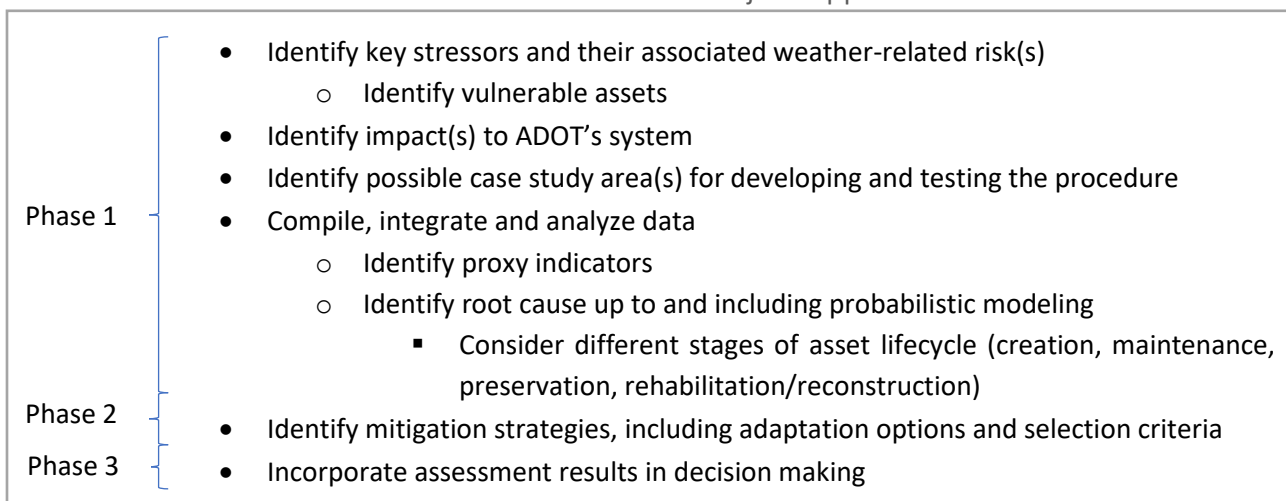 • Identify key stressors and their associated weather-related risk(s)
o Identify vulnerable assets
• Identify impact(s) to ADOT’s system
• Identify possible case study area(s) for developing and testing the procedure
Phase 1
• Compile, integrate and analyze data
o Identify proxy indicators
o Identify root cause up to and including probabilistic modeling
▪ Consider different stages of asset lifecycle (creation, maintenance,
preservation, rehabilitation/reconstruction)
Phase 2
• Identify mitigation strategies, including adaptation options and selection criteria
Phase 3
• Incorporate assessment results in decision making